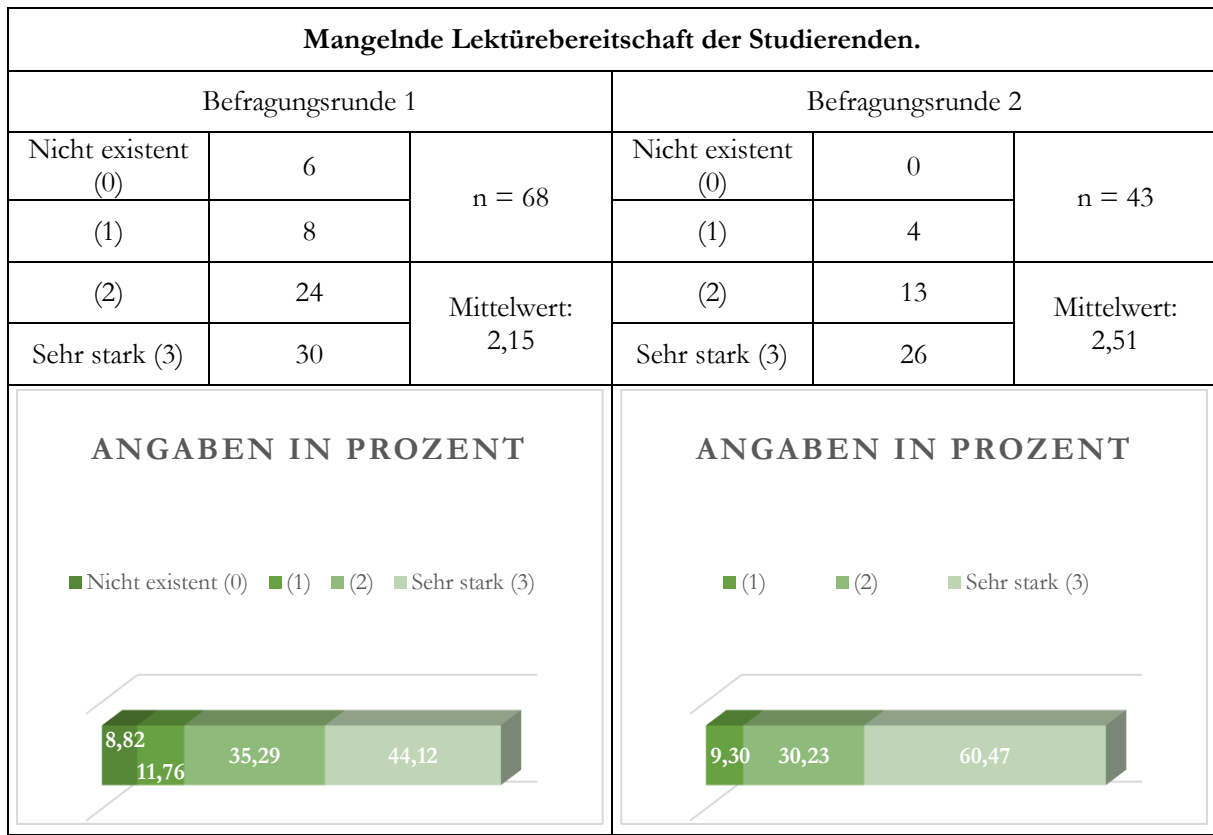 Mangelnde Lektürebereitschaft der Studierenden.
Befragungsrunde 1
Befragungsrunde 2
Nicht existent
(0)
6
n = 68
(1)
8
(2)
24
Mittelwert:
2,15
Sehr stark (3)
30
Nicht existent
(0)
0
n = 43
(1)
4
(2)
13
Mittelwert:
2,51
Sehr stark (3)
26
ANGABEN IN PROZENT
Nicht existent (0) (1) (2) Sehr stark (3)
8,82
11,76
35,29
44,12
ANGABEN IN PROZENT
(1) (2) Sehr stark (3)
9,30
30,23
60,47